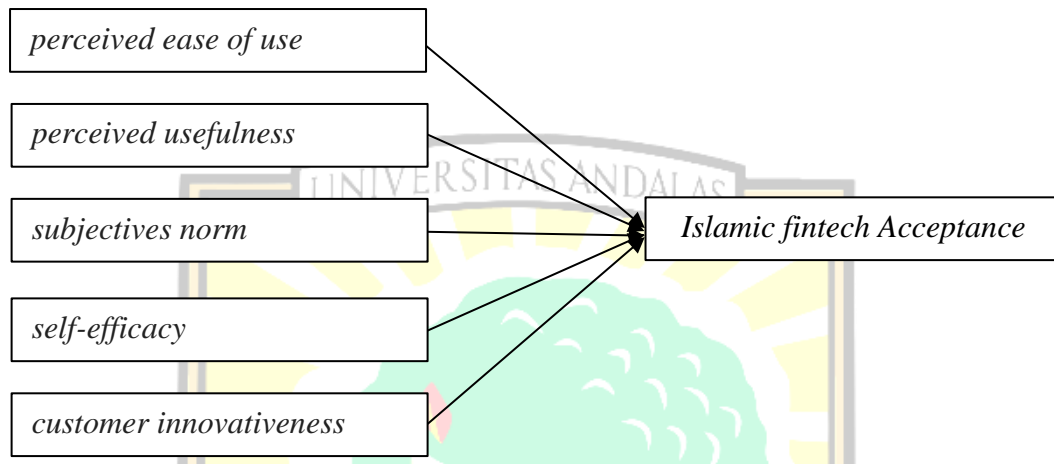 perceived ease of use
perceived usefulness
UNIVERSITAS ANDALAS
subjectives norm
Islamic fintech Acceptance
self-efficacy
customer innovativeness